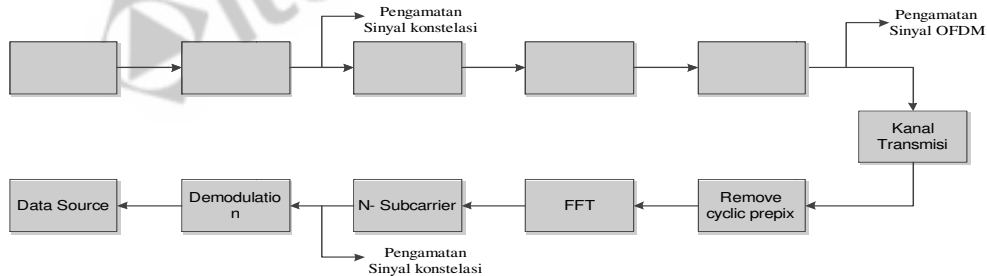 Pengamatan
Sinyal konstelasi
Pengamatan
Sinyal OFDM
Kanal
Transmisi
Data Source
Demodulatio
n
N- Subcarrier
FFT
Remove
cyclic prepix
Pengamatan
Sinyal konstelasi